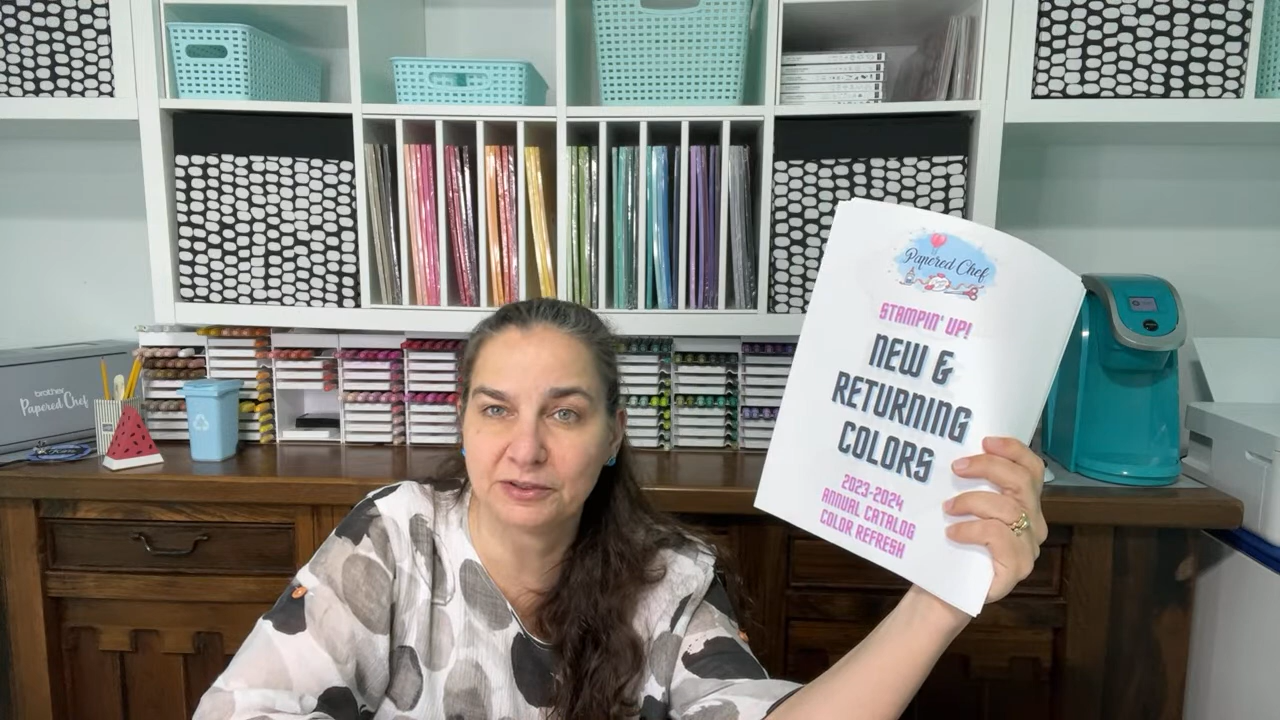 brother
Papered Chef
Papered Chef
STAMPIN' UP!
NEW &
RETURNING
COLORS
2023-2024
ANNUAL CATALOG
COLOR REFRESH